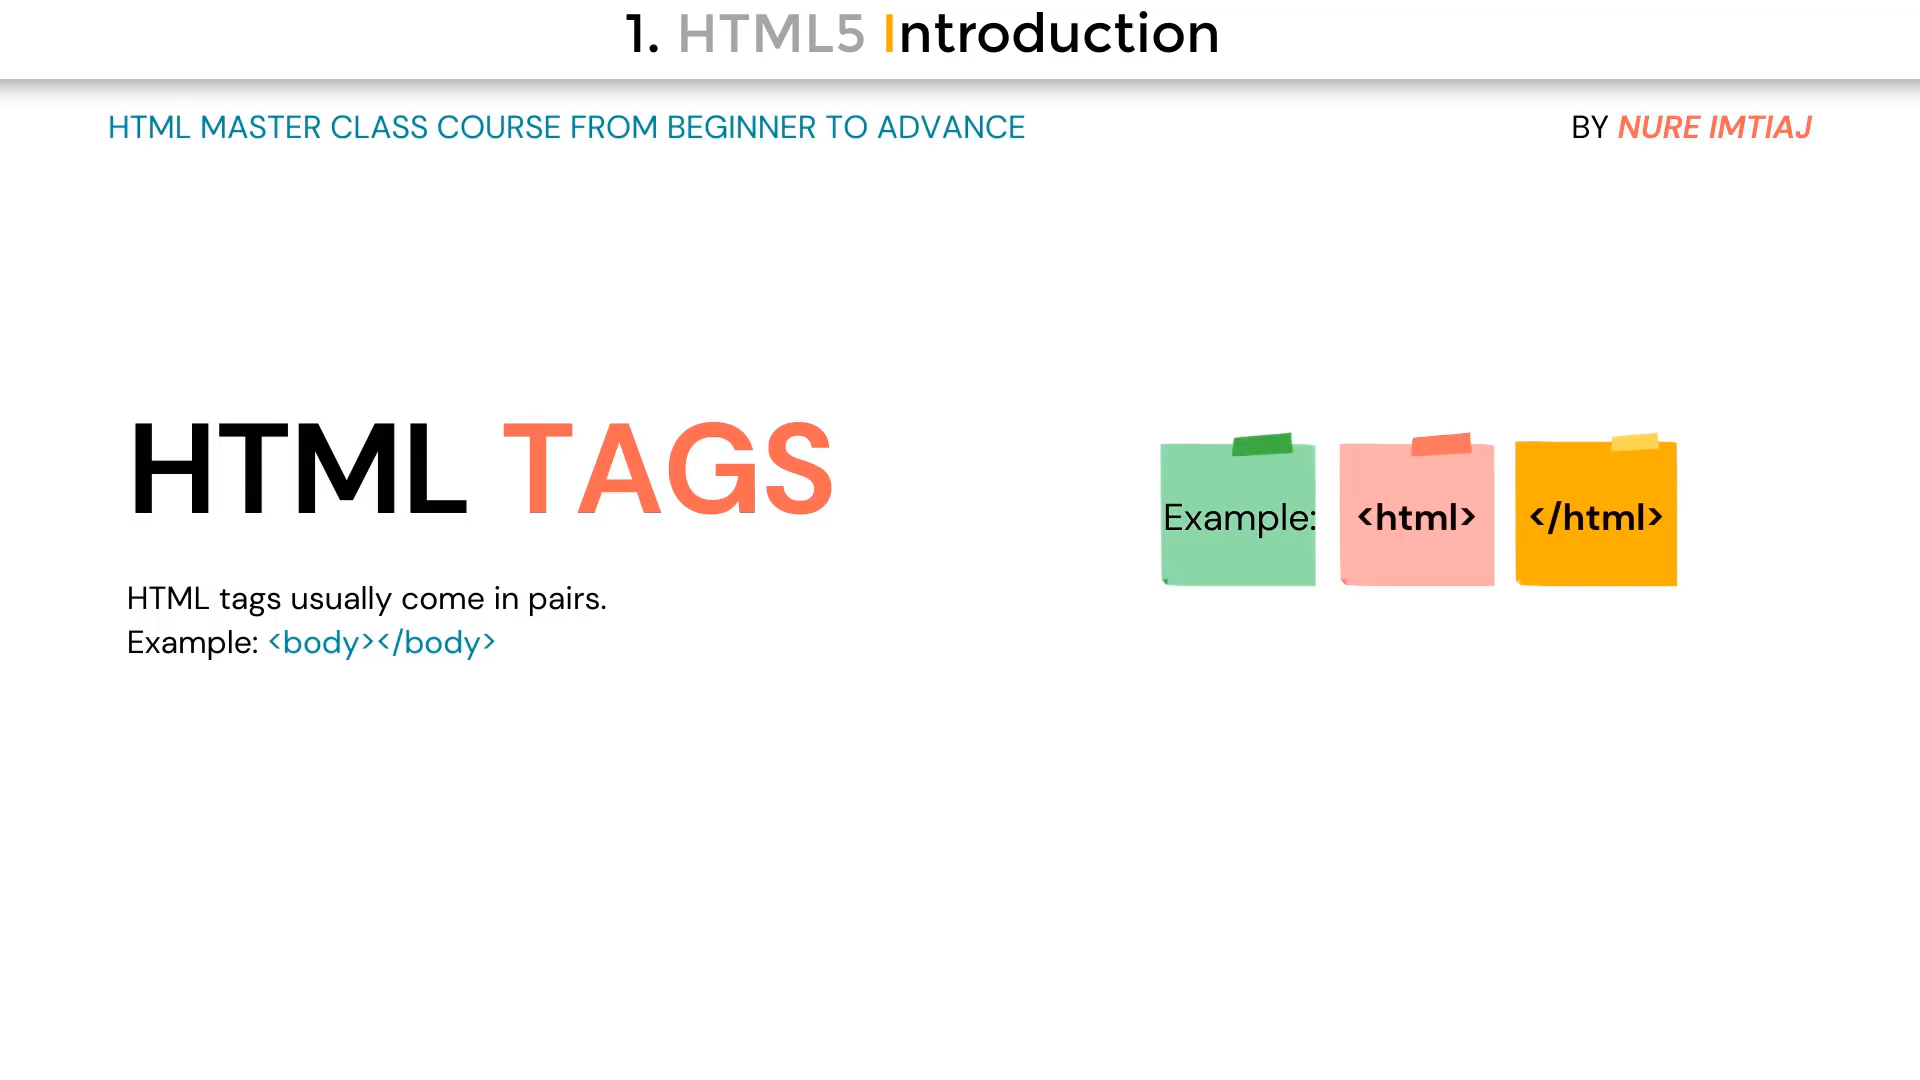 1. HTML5 Introduction
HTML MASTER CLASS COURSE FROM BEGINNER TO ADVANCE
BY NURE IMTIAJ
HTML TAGS
HTML tags usually come in pairs.
Example: <body></body>
Example:
<html>
</html>